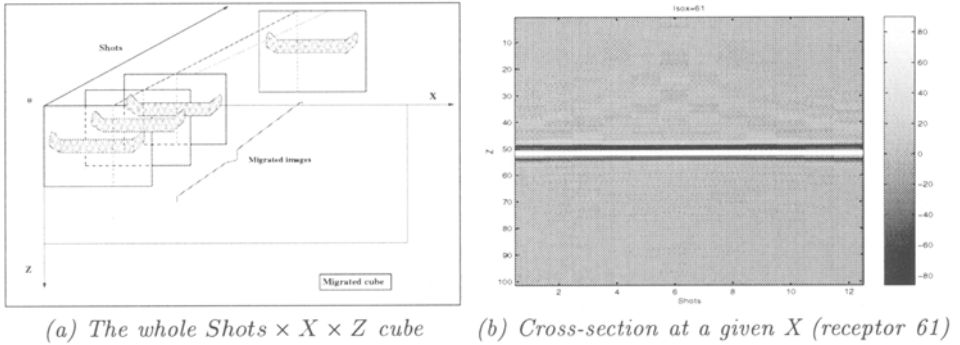 Shots
0
X
Migrated images
Z
Migrated cube
(a) The whole Shots × X × Z cube
Isox=61
10
20
30
40
50
60
70
80
90
100
Z
2
4
6
8
10
12
Shots
80
60
40
20
0
-20
-40
-60
-80
(b) Cross-section at a given X (receptor 61)